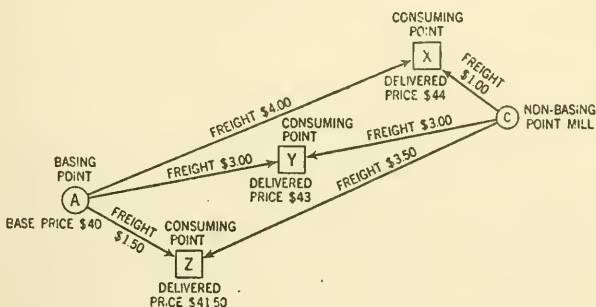 CONSUMING
POINT
X
DELIVERED
PRICE $44
FREIGHT
$1.00
C
NON-BASING
POINT MILL
FREIGHT $4.00
CONSUMING
POINT
FREIGHT $3.00
BASING
POINT
FREIGHT $3.00
Y
A
DELIVERED
PRICE $43
FREIGHT $3.50
BASE PRICE $40
FREIGHT
$1.50
CONSUMING
POINT
Z
DELIVERED
PRICE $41.50